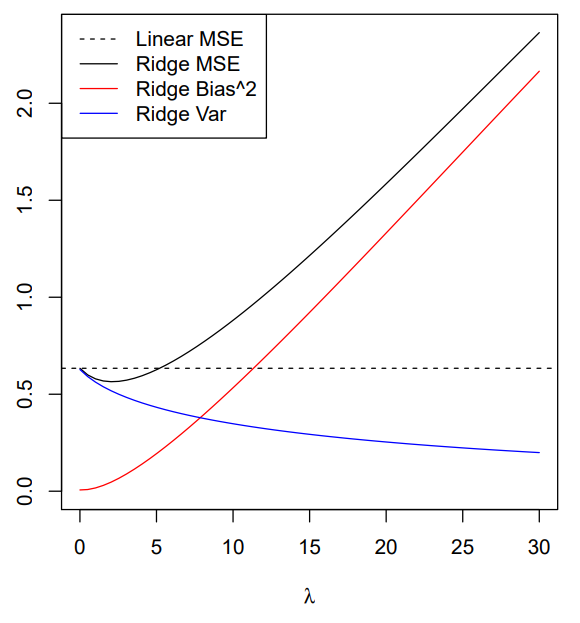 Linear MSE
Ridge MSE
Ridge Bias^2
Ridge Var
2.0
1.5
1.0
0.5
0.0
0 5 10 15 20 25 30
λ